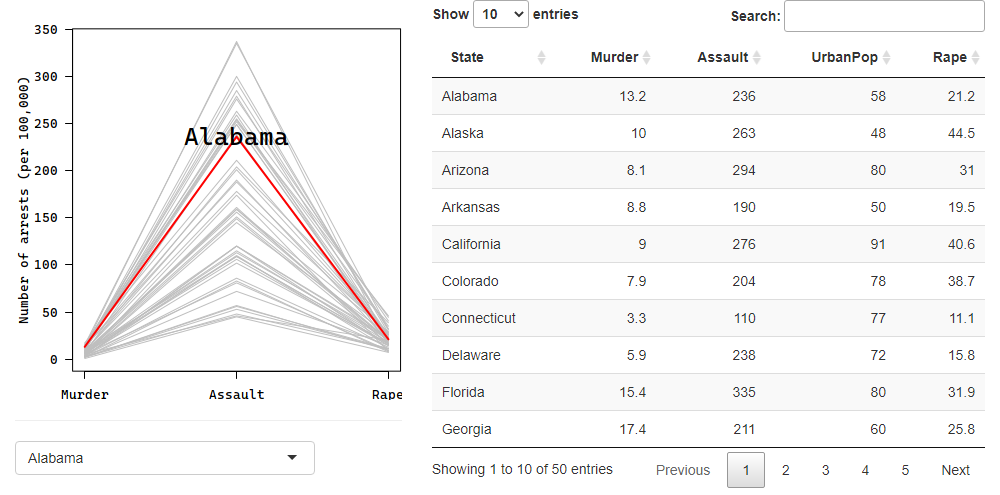 350
300
250
200
150
100
50
0
Number of arrests (per 100,000)
Alabama
Murder Assault Rape
Alabama
Show 10 entries Search:
State Murder Assault UrbanPop Rape
Alabama 13.2 236 58 21.2
Alaska 10 263 48 44.5
Arizona 8.1 294 80 31
Arkansas 8.8 190 50 19.5
California 9 276 91 40.6
Colorado 7.9 204 78 38.7
Connecticut 3.3 110 77 11.1
Delaware 5.9 238 72 15.8
Florida 15.4 335 80 31.9
Georgia 17.4 211 60 25.8
Showing 1 to 10 of 50 entries Previous 1 2 3 4 5 Next